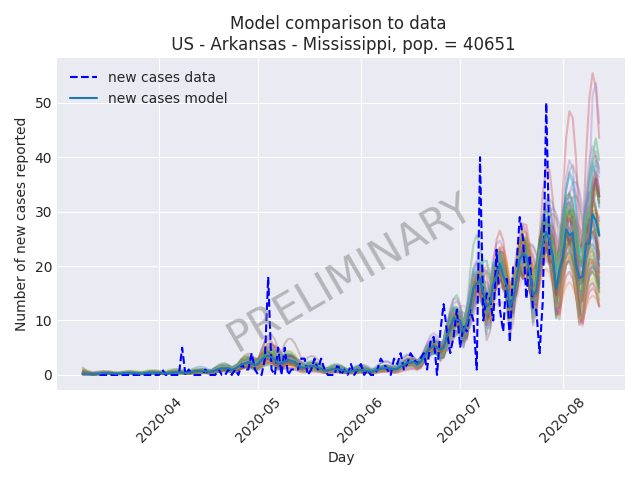 Model comparison to data
US - Arkansas - Mississippi, pop. = 40651
new cases data
new cases model
Number of new cases reported
50
40
30
20
10
0
PRELIMINARY
2020-04
2020-05
2020-06
2020-07
2020-08
Day